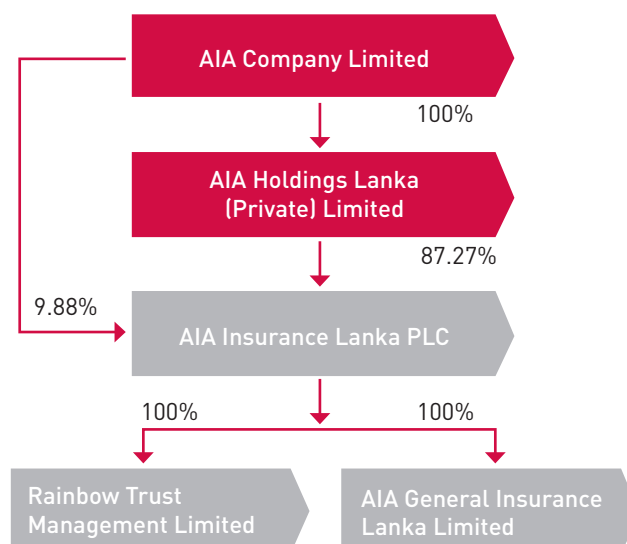 AIA Company Limited
100%
AIA Holdings Lanka
(Private) Limited
87.27%
9.88%
AIA Insurance Lanka PLC
100%
100%
Rainbow Trust
Management Limited
AIA General Insurance
Lanka Limited